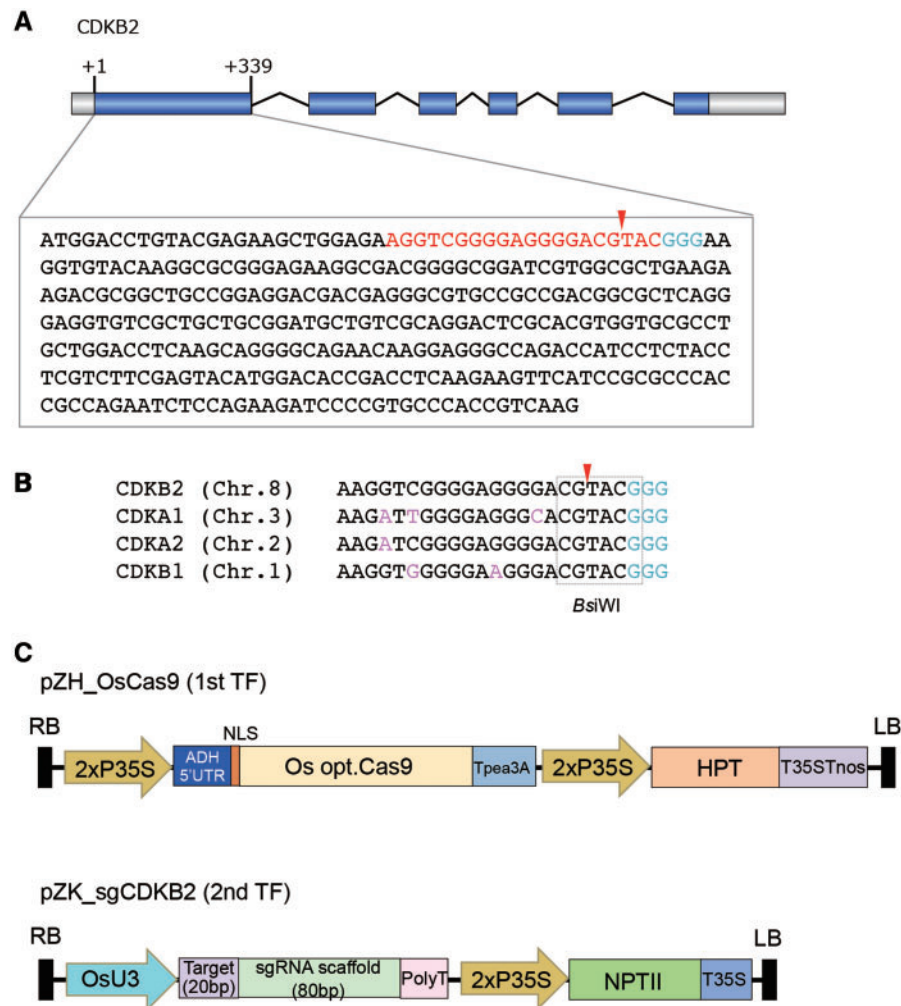 A
CDKB2
+1
+339
ATGGACCTGTACGAGAAGCTGGAGAAGGTCGGGGAGGGGACGTACGGGAA
GGTGTACAAGGCGCGGGAGAAGGCGACGGGGCGGATCGTGGCGCTGAAGA
AGACGCGGCTGCCGGAGGACGACGAGGGCGTGCCGCCGACGGCGCTCAGG
GAGGTGTCGCTGCTGCGGATGCTGTCGCAGGACTCGCACGTGGTGCGCCT
GCTGGACCTCAAGCAGGGGCAGAACAAGGAGGGCCAGACCATCCTCTACC
TCGTCTTCGAGTACATGGACACCGACCTCAAGAAGTTCATCCGCGCCCAC
CGCCAGAATCTCCAGAAGATCCCCGTGCCCACCGTCAAG
B
CDKB2 (Chr.8) AAGGTCGGGGAGGGGACGTACGGG
CDKA1 (Chr.3) AAGATTGGGGAGGGCACGTACGGG
CDKA2 (Chr.2) AAGATCGGGGAGGGGACGTACGGG
CDKB1 (Chr.1) AAGGTGGGGGAAGGGACGTACGGG
BsiWI
C
pZH_OsCas9 (1st TF)
RB
NLS
LB
2xP35S
ADH 5'UTR
Os opt.Cas9
Tpea3A
2xP35S
HPT
T35STnos
pZK_sgCDKB2 (2nd TF)
RB
LB
OsU3
Target (20bp)
sgRNA scaffold (80bp)
PolyT
2xP35S
NPTII
T35S